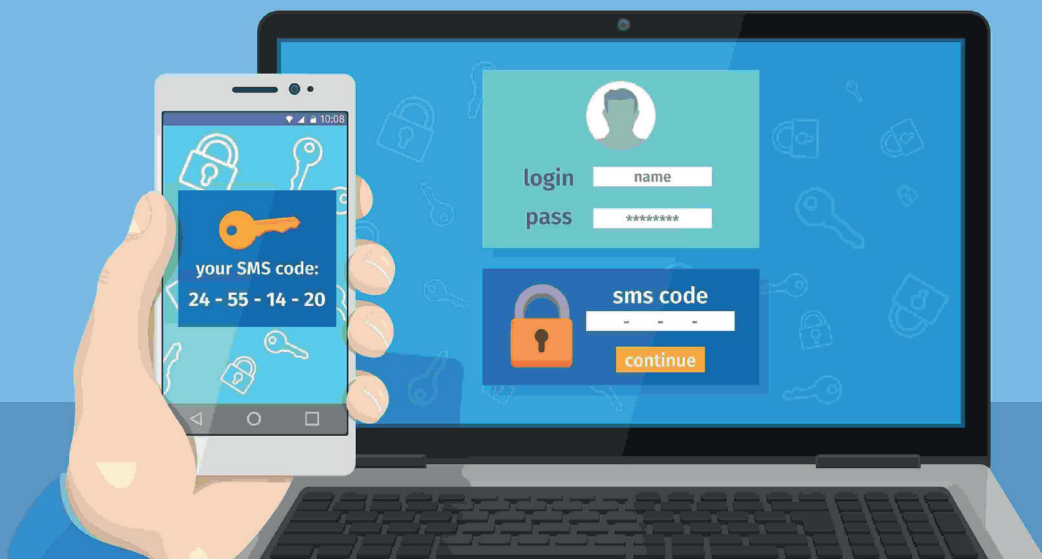 10:08
your SMS code:
24 - 55 - 14 - 20
login name
pass ********
sms code
- - -
continue